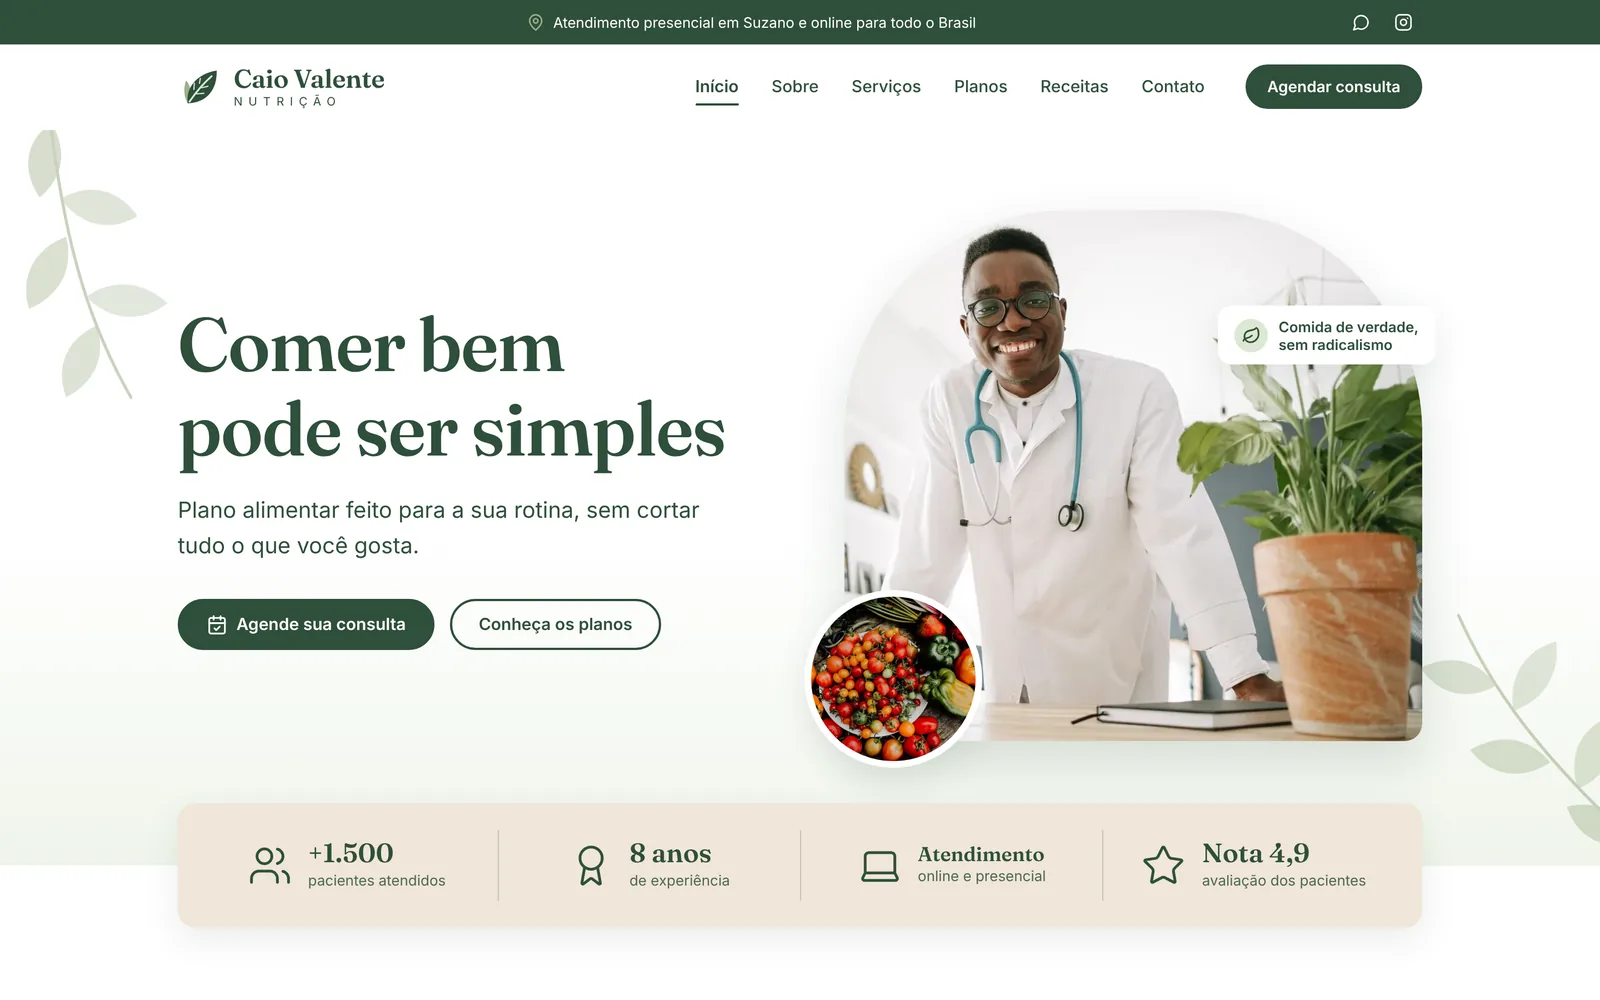 Atendimento presencial em Suzano e online para todo o Brasil
Caio Valente
NUTRIÇÃO
Início
Sobre
Serviços
Planos
Receitas
Contato
Agendar consulta
Comer bem
pode ser simples
Plano alimentar feito para a sua rotina, sem cortar
tudo o que você gosta.
Agende sua consulta
Conheça os planos
Comida de verdade,
sem radicalismo
+1.500
pacientes atendidos
8 anos
de experiência
Atendimento
online e presencial
Nota 4,9
avaliação dos pacientes